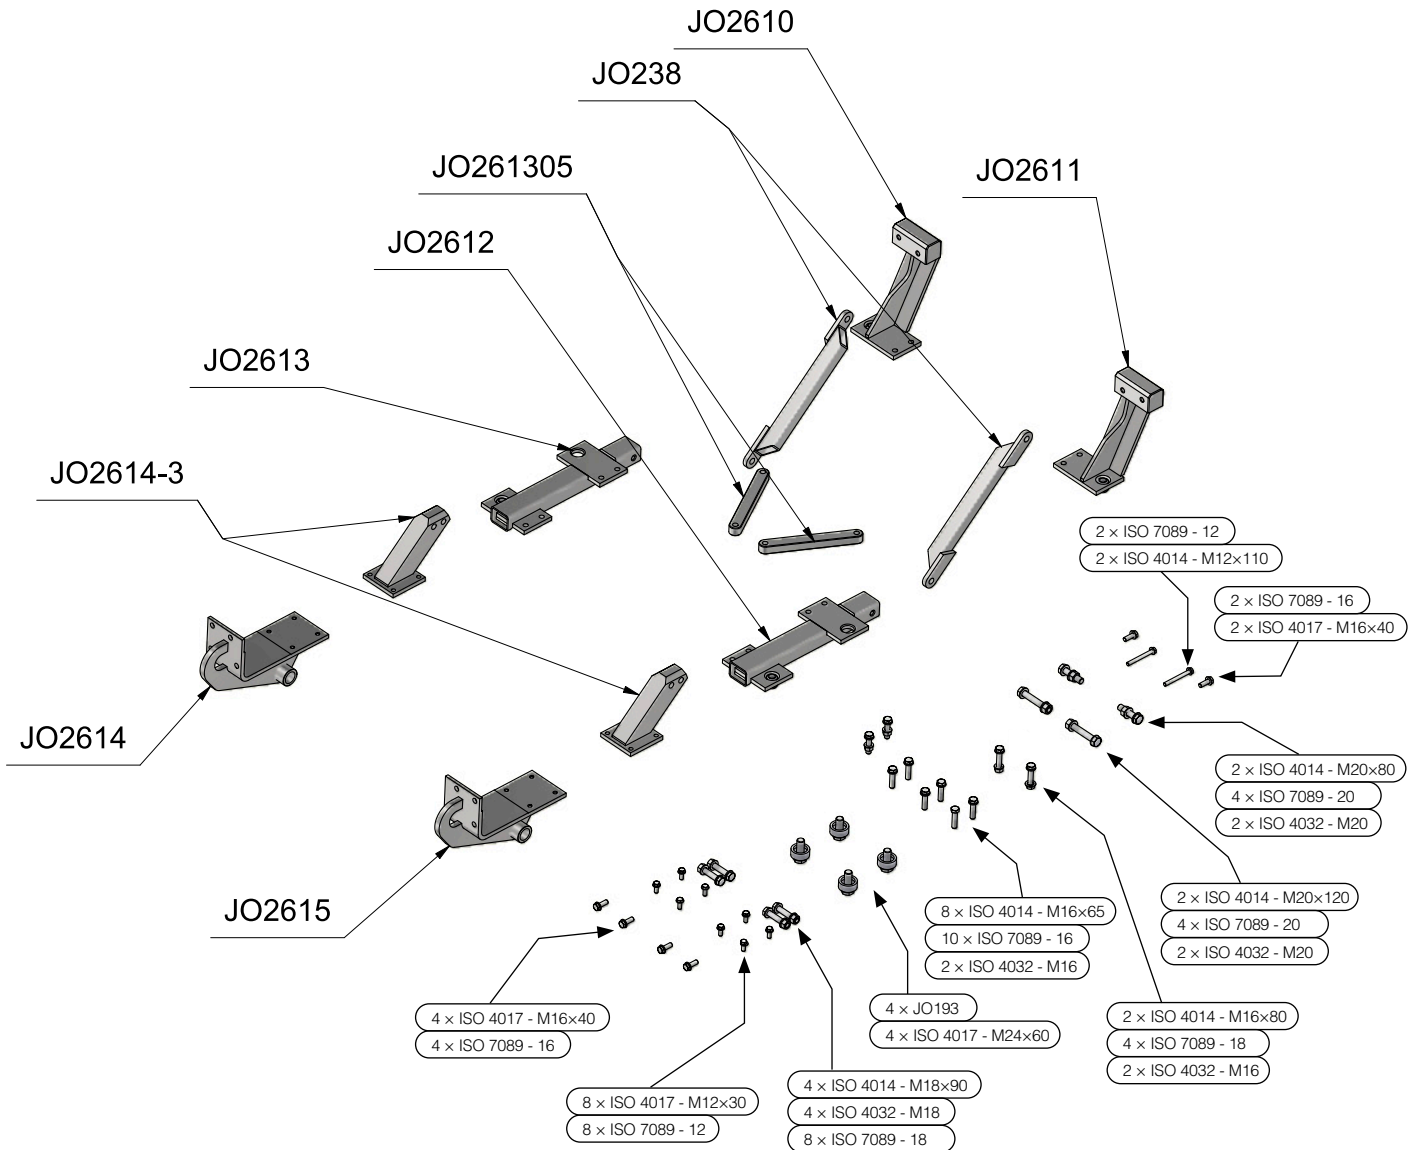 JO2610
JO238
JO261305
JO2611
JO2612
JO2613
JO2614-3
JO2614
JO2615
2 × ISO 7089 - 12
2 × ISO 4014 - M12×110
2 × ISO 7089 - 16
2 × ISO 4017 - M16×40
2 × ISO 4014 - M20×80
4 × ISO 7089 - 20
2 × ISO 4032 - M20
2 × ISO 4014 - M20×120
4 × ISO 7089 - 20
2 × ISO 4032 - M20
8 × ISO 4014 - M16×65
10 × ISO 7089 - 16
2 × ISO 4032 - M16
4 × JO193
4 × ISO 4017 - M24×60
2 × ISO 4014 - M16×80
4 × ISO 7089 - 18
2 × ISO 4032 - M16
4 × ISO 4017 - M16×40
4 × ISO 7089 - 16
8 × ISO 4017 - M12×30
8 × ISO 7089 - 12
4 × ISO 4014 - M18×90
4 × ISO 4032 - M18
8 × ISO 7089 - 18